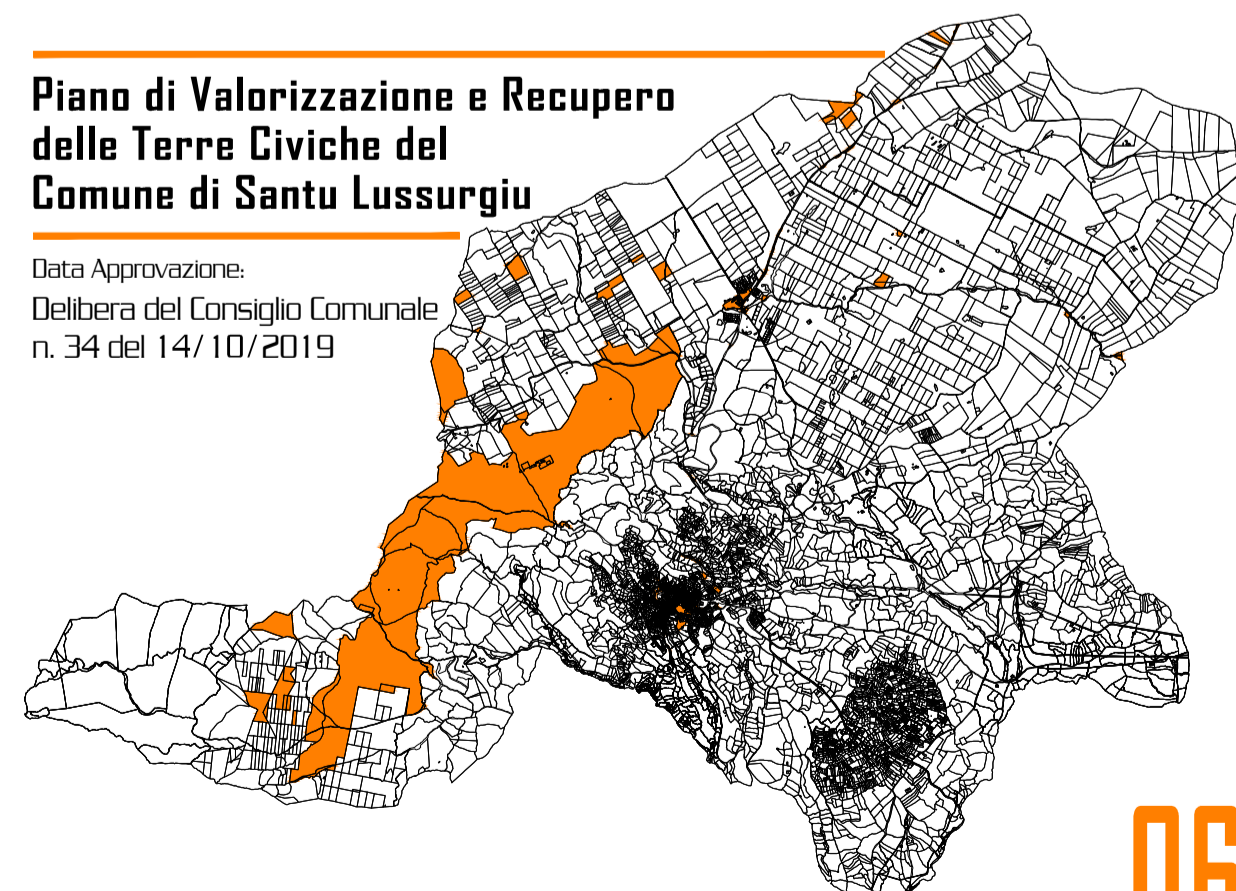 Piano di Valorizzazione e Recupero
delle Terre Civiche del
Comune di Santu Lussurgiu
Data Approvazione:
Delibera del Consiglio Comunale
n. 34 del 14/10/2019
06